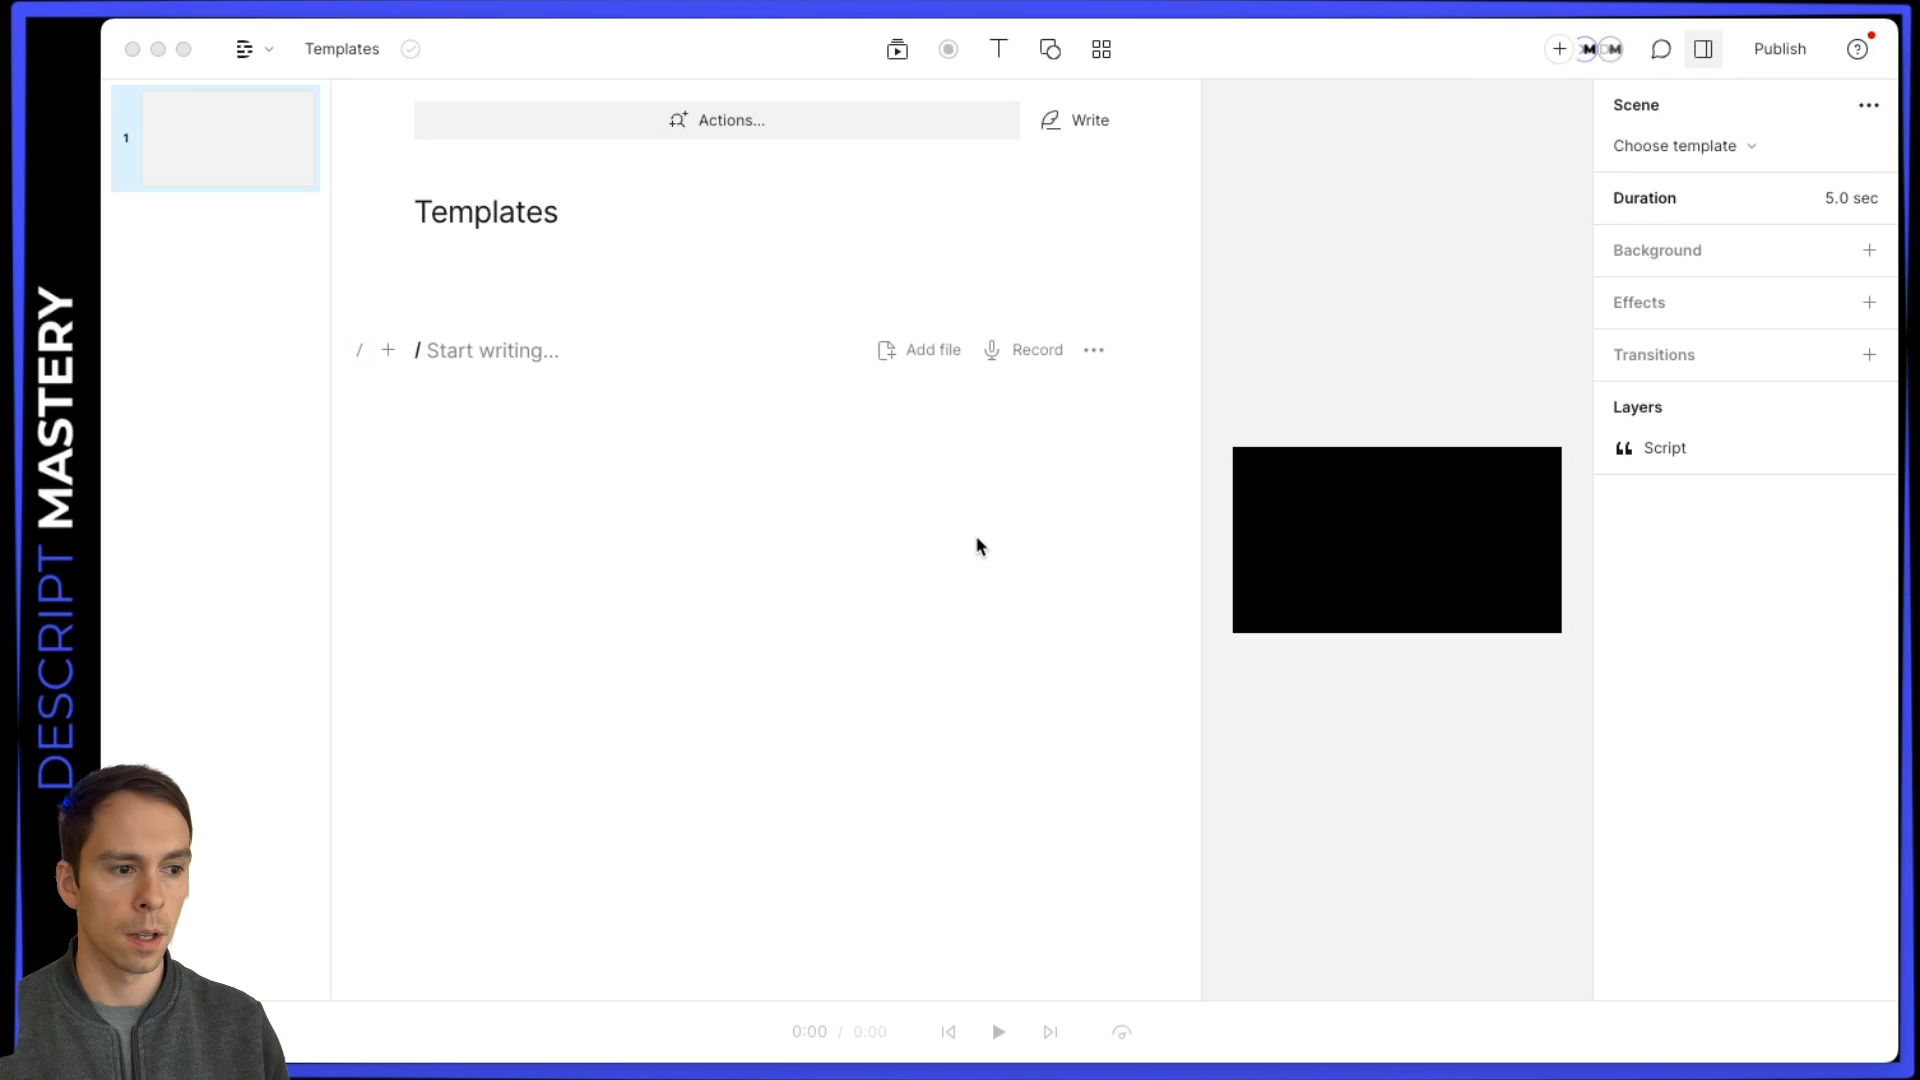 DESCRIPT MASTERY
Templates
M
M
Publish
1
Actions...
Write
Templates
/ + / Start writing...
Add file
Record
Scene
Choose template
Duration
5.0 sec
Background
Effects
Transitions
Layers
Script
0:00 / 0:00